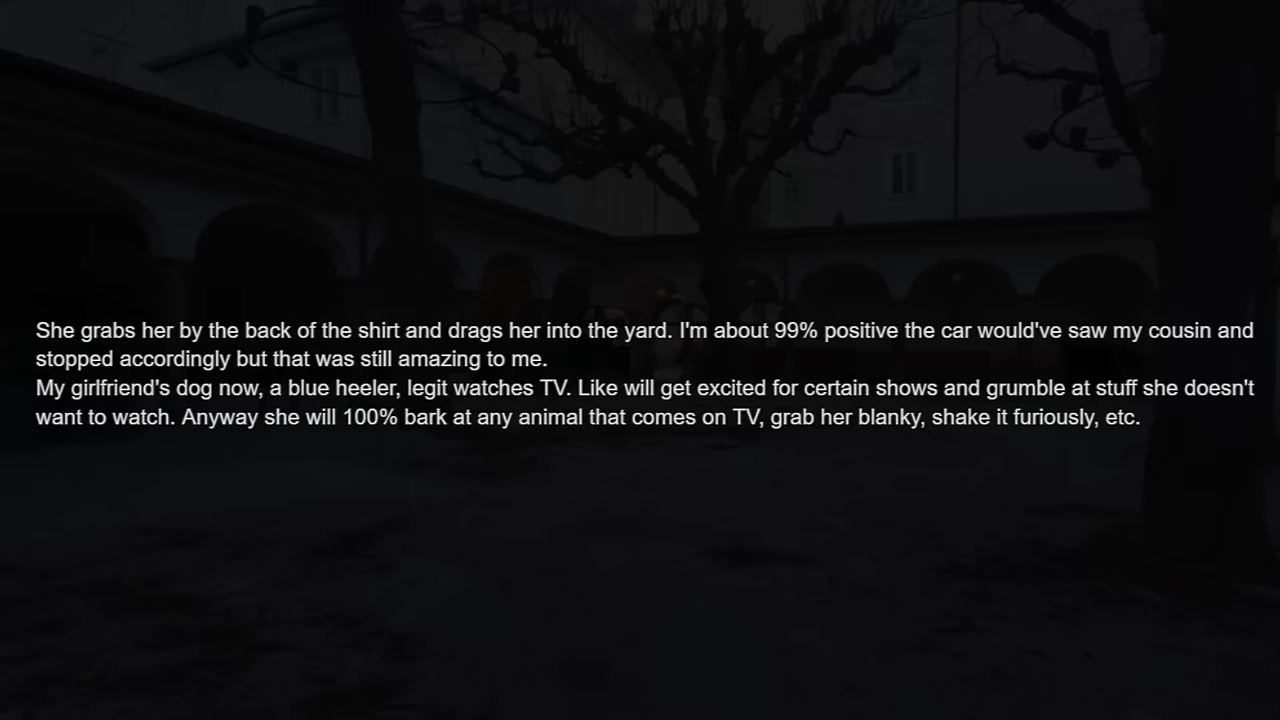 She grabs her by the back of the shirt and drags her into the yard. I'm about 99% positive the car would've saw my cousin and
stopped accordingly but that was still amazing to me.
My girlfriend's dog now, a blue heeler, legit watches TV. Like will get excited for certain shows and grumble at stuff she doesn't
want to watch. Anyway she will 100% bark at any animal that comes on TV, grab her blanky, shake it furiously, etc.